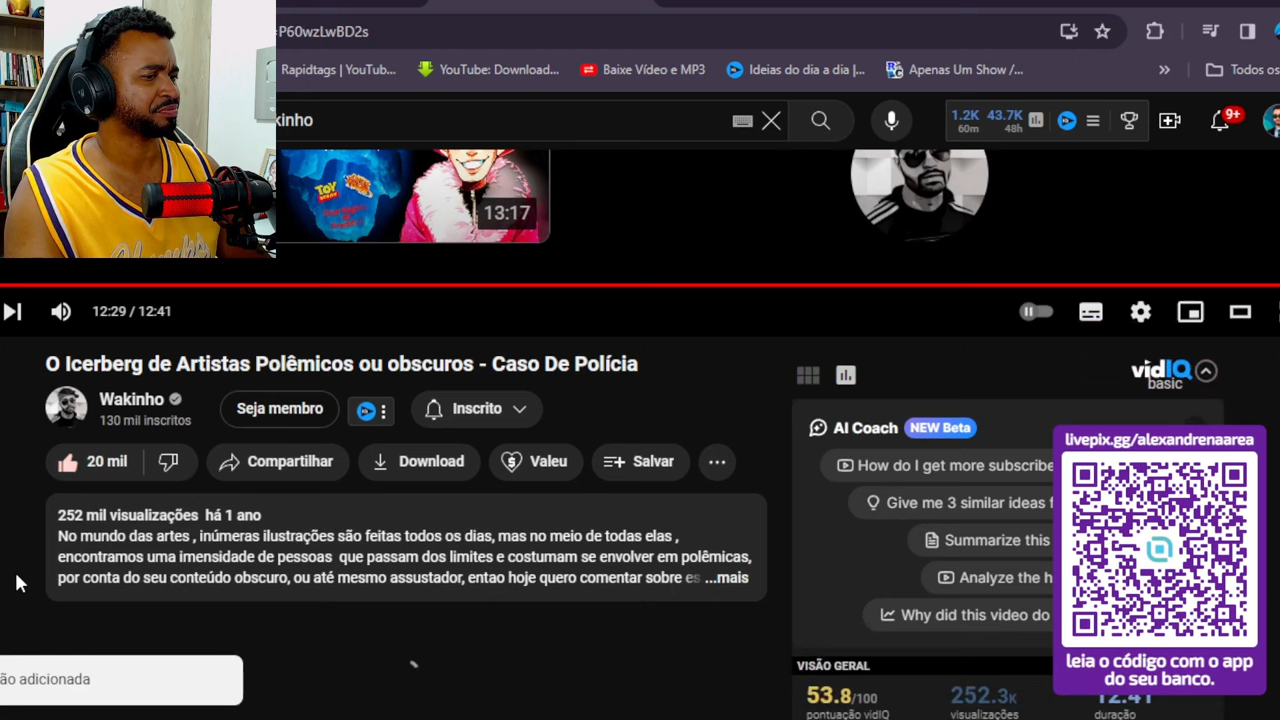 P60wzLwBD2s
Rapidtags | YouTub... YouTube: Download... Baixe Vídeo e MP3 Ideias do dia a dia |... Apenas Um Show /... » Todos os
kinho
1.2K 43.7K
60m 48h
9+
TOY
13:17
12:29 / 12:41
O Icerberg de Artistas Polêmicos ou obscuros - Caso De Polícia
vidIQ
basic
Wakinho
130 mil inscritos
Seja membro
Inscrito
20 mil
Compartilhar
Download
Valeu
Salvar
AI Coach NEW Beta
How do I get more subscribe
Give me 3 similar ideas f
Summarize this
Analyze the h
Why did this video do
252 mil visualizações há 1 ano
No mundo das artes , inúmeras ilustrações são feitas todos os dias, mas no meio de todas elas ,
encontramos uma imensidade de pessoas que passam dos limites e costumam se envolver em polêmicas,
por conta do seu conteúdo obscuro, ou até mesmo assustador, entao hoje quero comentar sobre es ...mais
livepix.gg/alexandrenaarea
leia o código com o app
do seu banco.
ão adicionada
VISÃO GERAL
53.8/100
pontuação vidIQ
252.3K
visualizações
12:41
duração